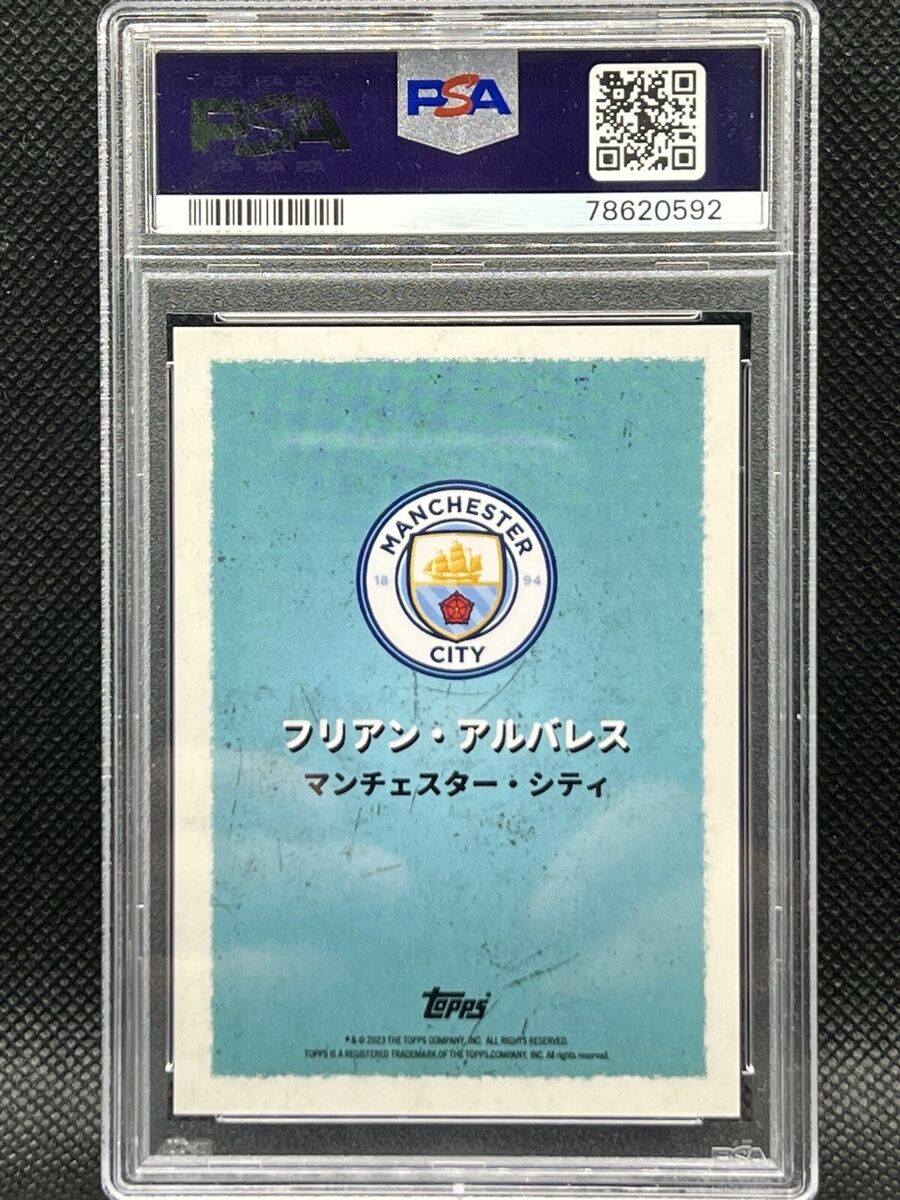 PSA
PSA
78620592
MANCHESTER
18 94
CITY
フリアン・アルバレス
マンチェスター・シティ
Topps
® & © 2023 THE TOPPS COMPANY, INC. ALL RIGHTS RESERVED.
TOPPS IS A REGISTERED TRADEMARK OF THE TOPPS COMPANY, INC. All rights reserved.
PSA